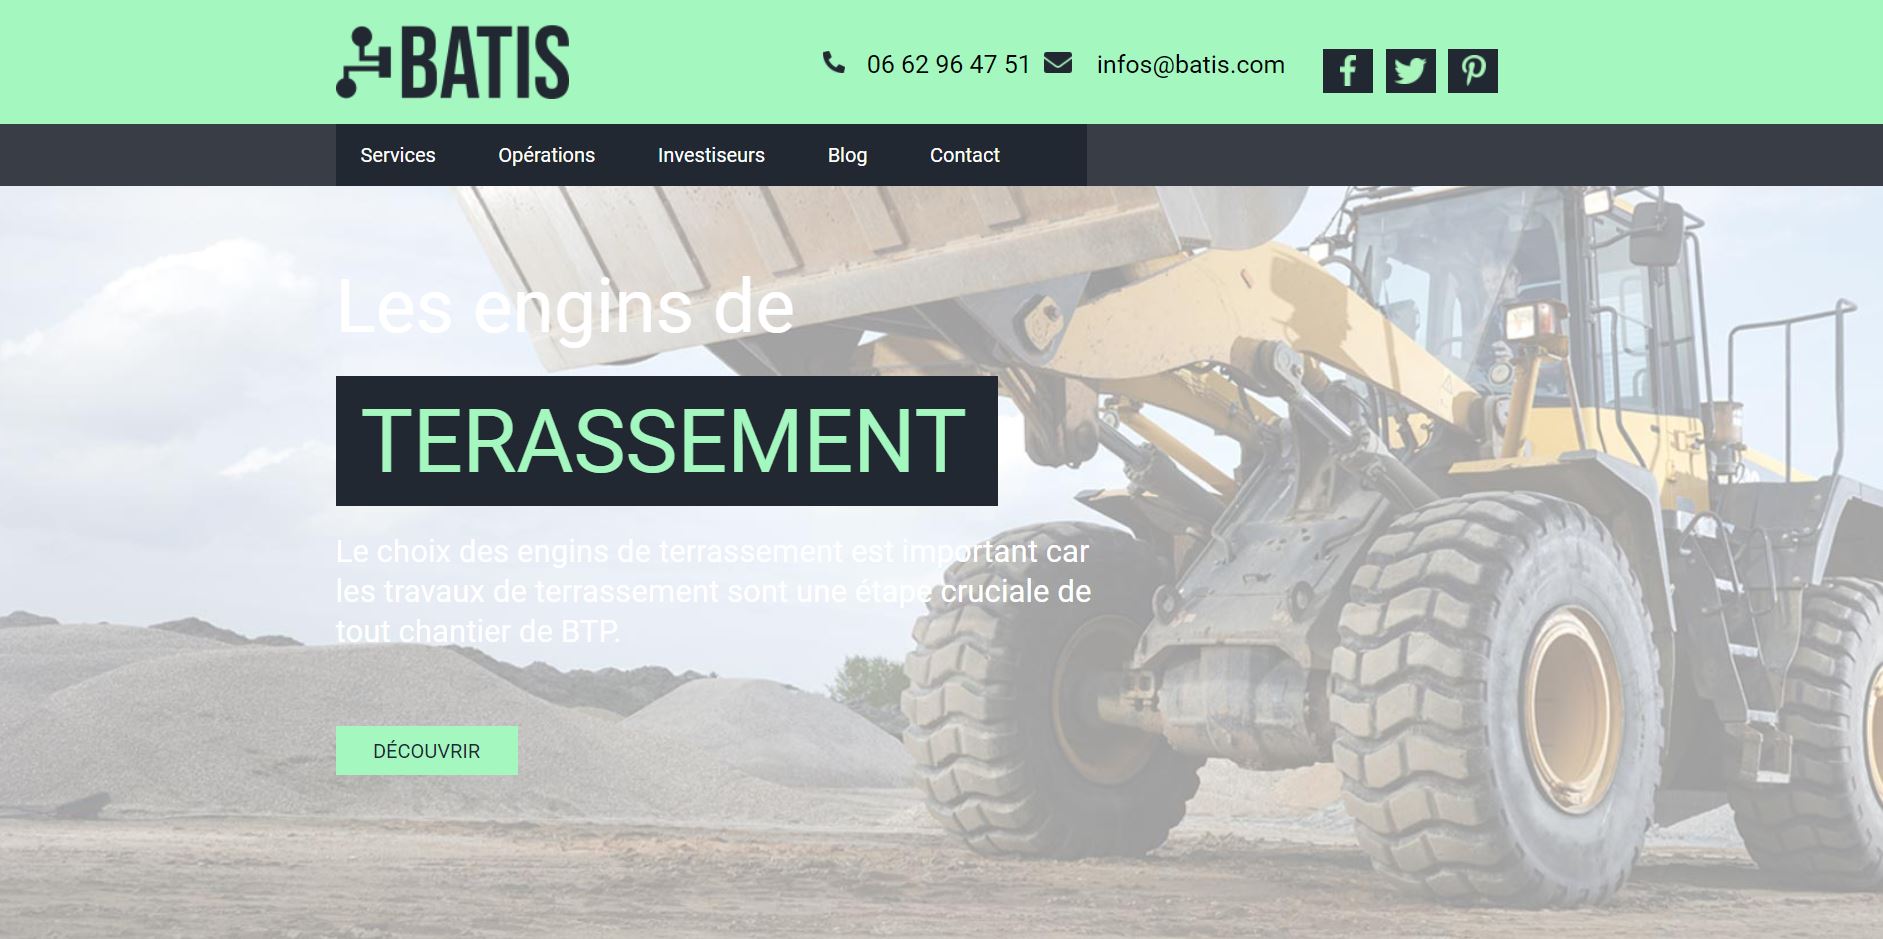 BATIS
06 62 96 47 51 infos@batis.com
Services Opérations Investiseurs Blog Contact
Les engins de
TERASSEMENT
Le choix des engins de terrassement est important car
les travaux de terrassement sont une étape cruciale de
tout chantier de BTP.
DÉCOUVRIR